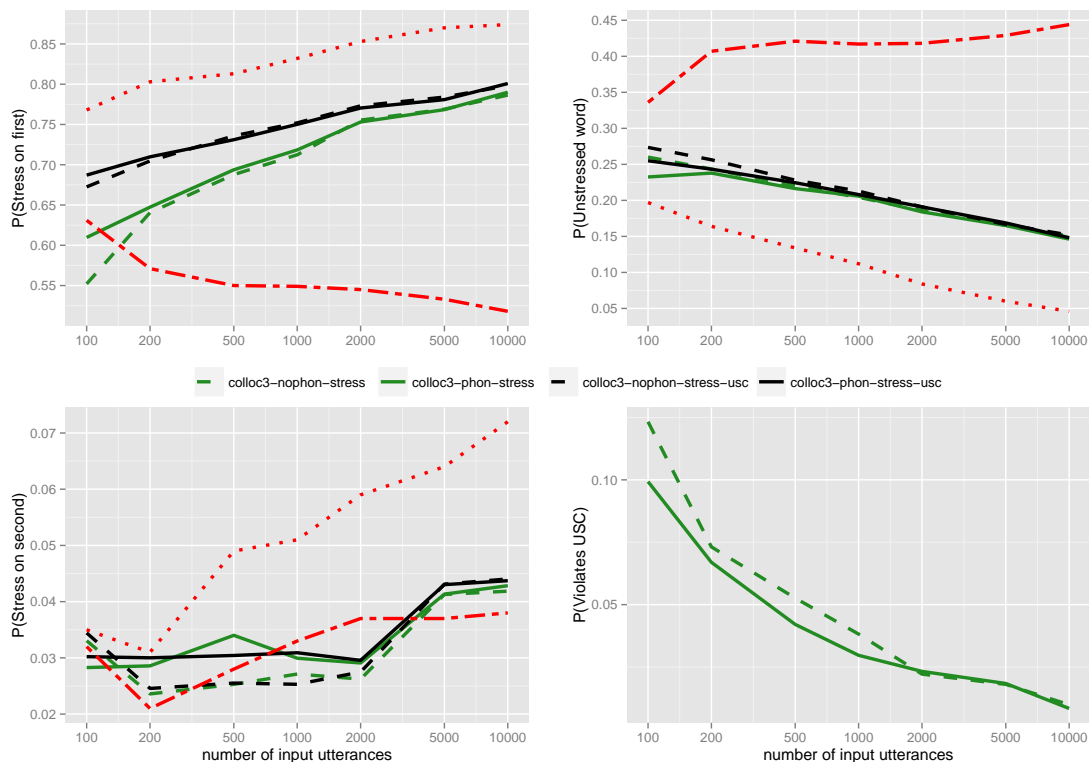 P(Stress on first)
0.85
0.80
0.75
0.70
0.65
0.60
0.55
100 200 500 1000 2000 5000 10000
P(Unstressed word)
0.45
0.40
0.35
0.30
0.25
0.20
0.15
0.10
0.05
100 200 500 1000 2000 5000 10000
colloc3-nophon-stress colloc3-phon-stress colloc3-nophon-stress-usc colloc3-phon-stress-usc
P(Stress on second)
0.07
0.06
0.05
0.04
0.03
0.02
100 200 500 1000 2000 5000 10000
number of input utterances
P(Violates USC)
0.10
0.05
100 200 500 1000 2000 5000 10000
number of input utterances